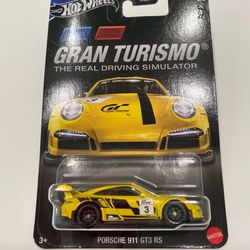 Hot Wheels
GRAN TURISMO®
THE REAL DRIVING SIMULATOR
GT
3
3+
PORSCHE 911 GT3 RS
MATTEL